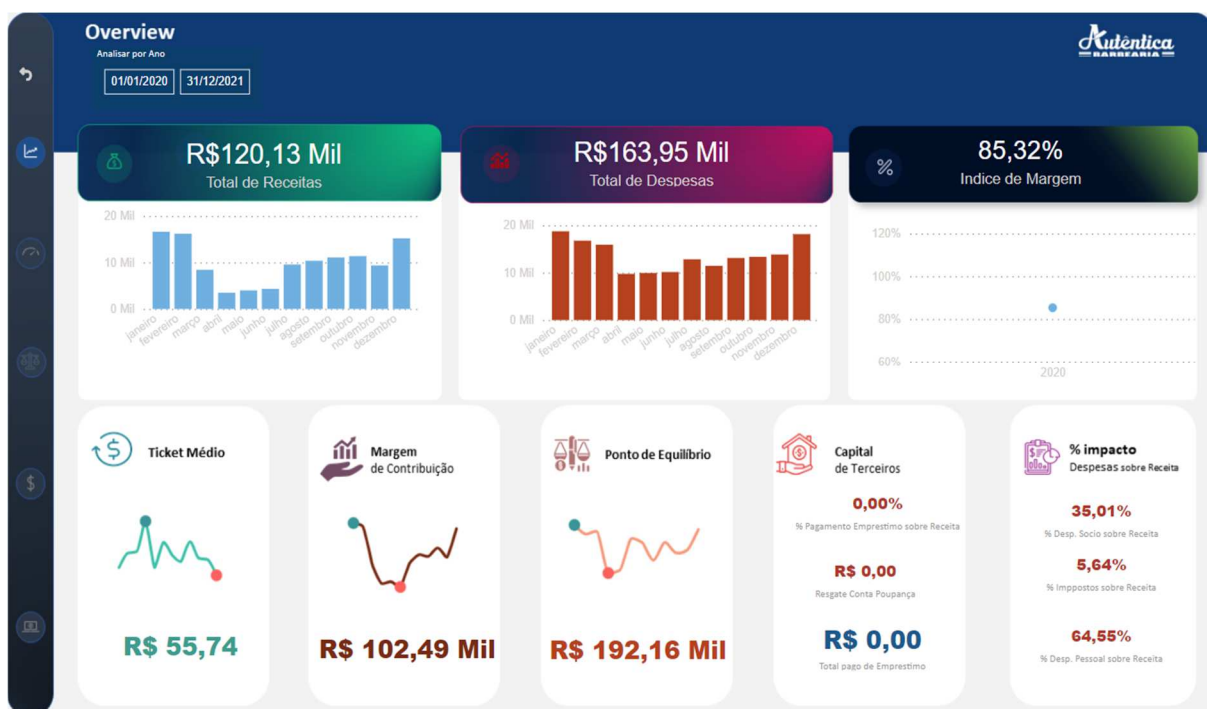 Overview
Analisar por Ano
01/01/2020 31/12/2021
Autêntica
BARBEARIA
R$120,13 Mil
Total de Receitas
R$163,95 Mil
Total de Despesas
85,32%
Indice de Margem
20 Mil
10 Mil
0 Mil
janeiro
fevereiro
março
abril
maio
junho
julho
agosto
setembro
outubro
novembro
dezembro
20 Mil
10 Mil
0 Mil
janeiro
fevereiro
março
abril
maio
junho
julho
agosto
setembro
outubro
novembro
dezembro
120%
100%
80%
60%
2020
Ticket Médio
R$ 55,74
Margem
de Contribuição
R$ 102,49 Mil
Ponto de Equilíbrio
R$ 192,16 Mil
Capital
de Terceiros
0,00%
% Pagamento Emprestimo sobre Receita
R$ 0,00
Resgate Conta Poupança
R$ 0,00
Total pago de Emprestimo
% impacto
Despesas sobre Receita
35,01%
% Desp. Socio sobre Receita
5,64%
% Imppostos sobre Receita
64,55%
% Desp. Pessoal sobre Receita